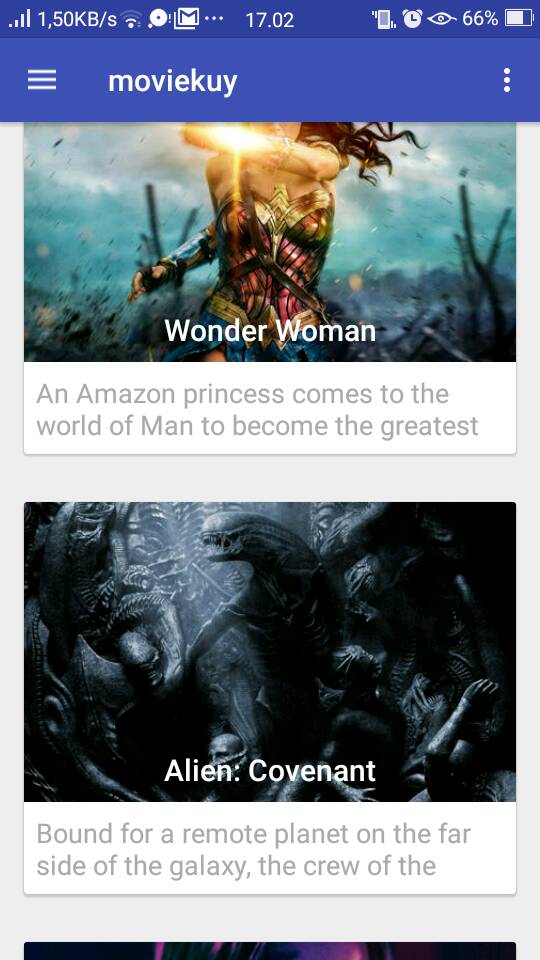 1,50KB/s 17.02 66%
moviekuy
Wonder Woman
An Amazon princess comes to the
world of Man to become the greatest
Alien: Covenant
Bound for a remote planet on the far
side of the galaxy, the crew of the